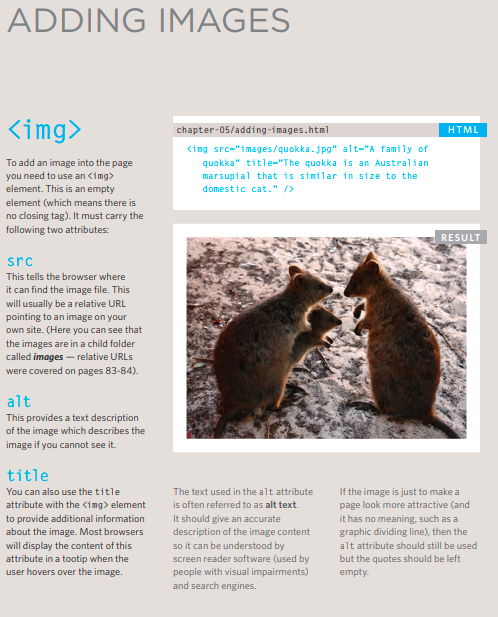 ADDING IMAGES
<img>
To add an image into the page
you need to use an <img>
element. This is an empty
element (which means there is
no closing tag). It must carry the
following two attributes:
src
This tells the browser where
it can find the image file. This
will usually be a relative URL
pointing to an image on your
own site. (Here you can see that
the images are in a child folder
called images — relative URLs
were covered on pages 83-84).
alt
This provides a text description
of the image which describes the
image if you cannot see it.
title
You can also use the title
attribute with the <img> element
to provide additional information
about the image. Most browsers
will display the content of this
attribute in a tootip when the
user hovers over the image.
chapter-05/adding-images.html
HTML
<img src="images/quokka.jpg" alt="A family of
quokka" title="The quokka is an Australian
marsupial that is similar in size to the
domestic cat." />
RESULT
The text used in the alt attribute
is often referred to as alt text.
It should give an accurate
description of the image content
so it can be understood by
screen reader software (used by
people with visual impairments)
and search engines.
If the image is just to make a
page look more attractive (and
it has no meaning, such as a
graphic dividing line), then the
alt attribute should still be used
but the quotes should be left
empty.